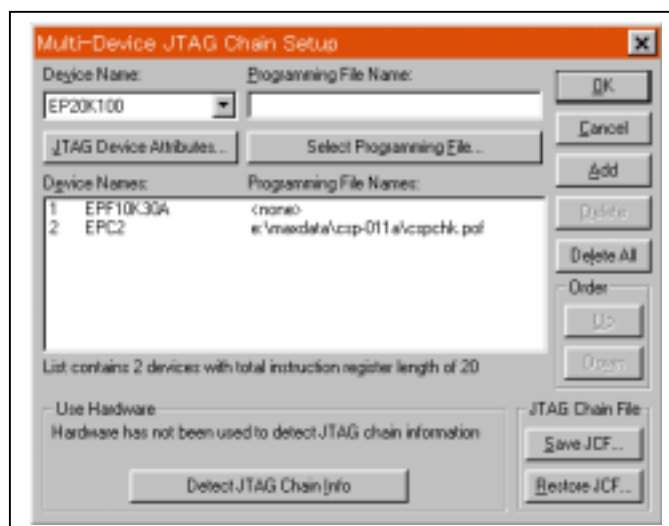 Multi-Device JTAG Chain Setup
Device Name:
Programming File Name:
EP20K100
OK
Cancel
JTAG Device Attributes...
Select Programming File...
Add
Device Names:
Programming File Names:
1 EPF10K30A <none>
2 EPC2 e:\maxdata\csp-011a\cspchk.pof
Delete
Delete All
Order
Up
Down
List contains 2 devices with total instruction register length of 20
Use Hardware
Hardware has not been used to detect JTAG chain information
Detect JTAG Chain Info
JTAG Chain File
Save JCF...
Restore JCF...